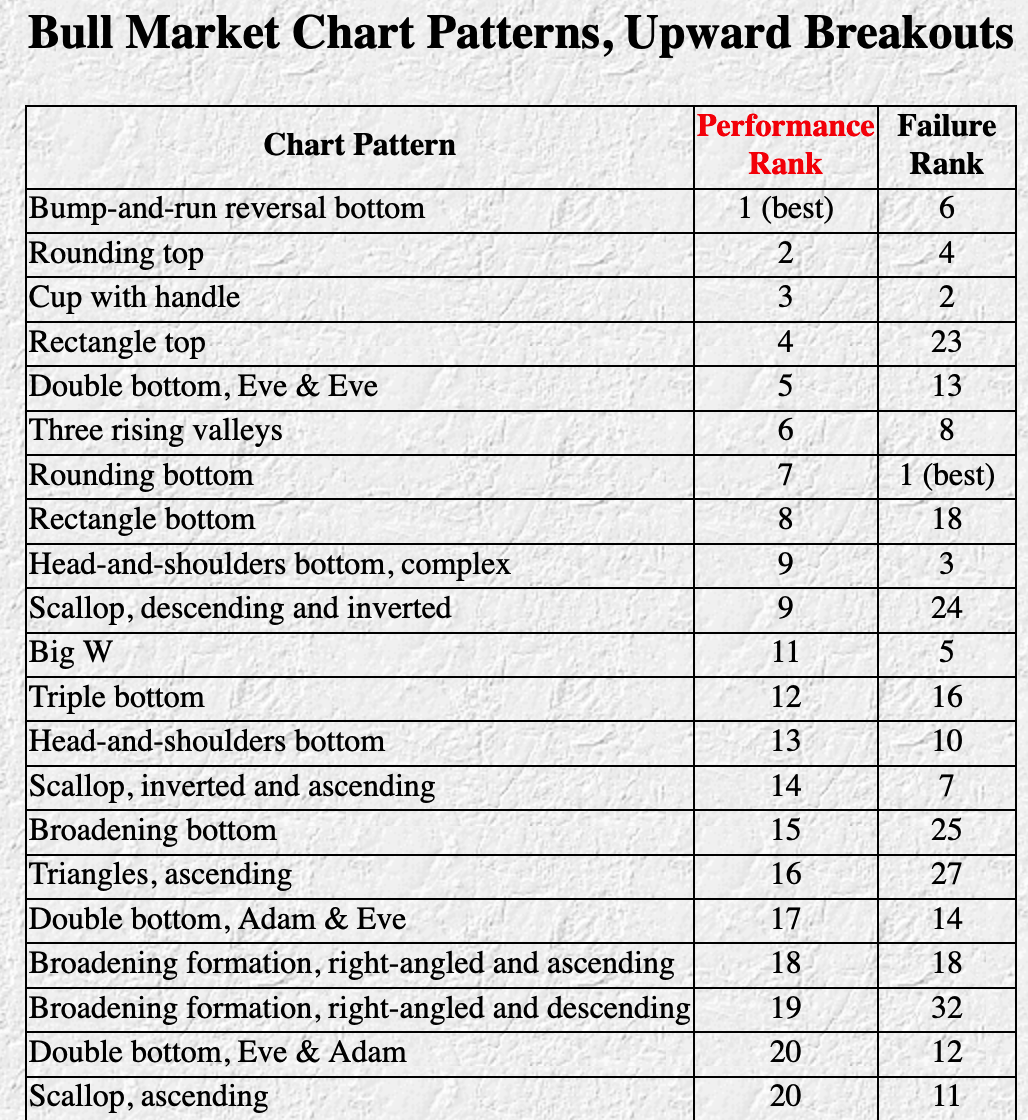 Bull Market Chart Patterns, Upward Breakouts
Chart Pattern Performance Rank Failure Rank
Bump-and-run reversal bottom 1 (best) 6
Rounding top 2 4
Cup with handle 3 2
Rectangle top 4 23
Double bottom, Eve & Eve 5 13
Three rising valleys 6 8
Rounding bottom 7 1 (best)
Rectangle bottom 8 18
Head-and-shoulders bottom, complex 9 3
Scallop, descending and inverted 9 24
Big W 11 5
Triple bottom 12 16
Head-and-shoulders bottom 13 10
Scallop, inverted and ascending 14 7
Broadening bottom 15 25
Triangles, ascending 16 27
Double bottom, Adam & Eve 17 14
Broadening formation, right-angled and ascending 18 18
Broadening formation, right-angled and descending 19 32
Double bottom, Eve & Adam 20 12
Scallop, ascending 20 11